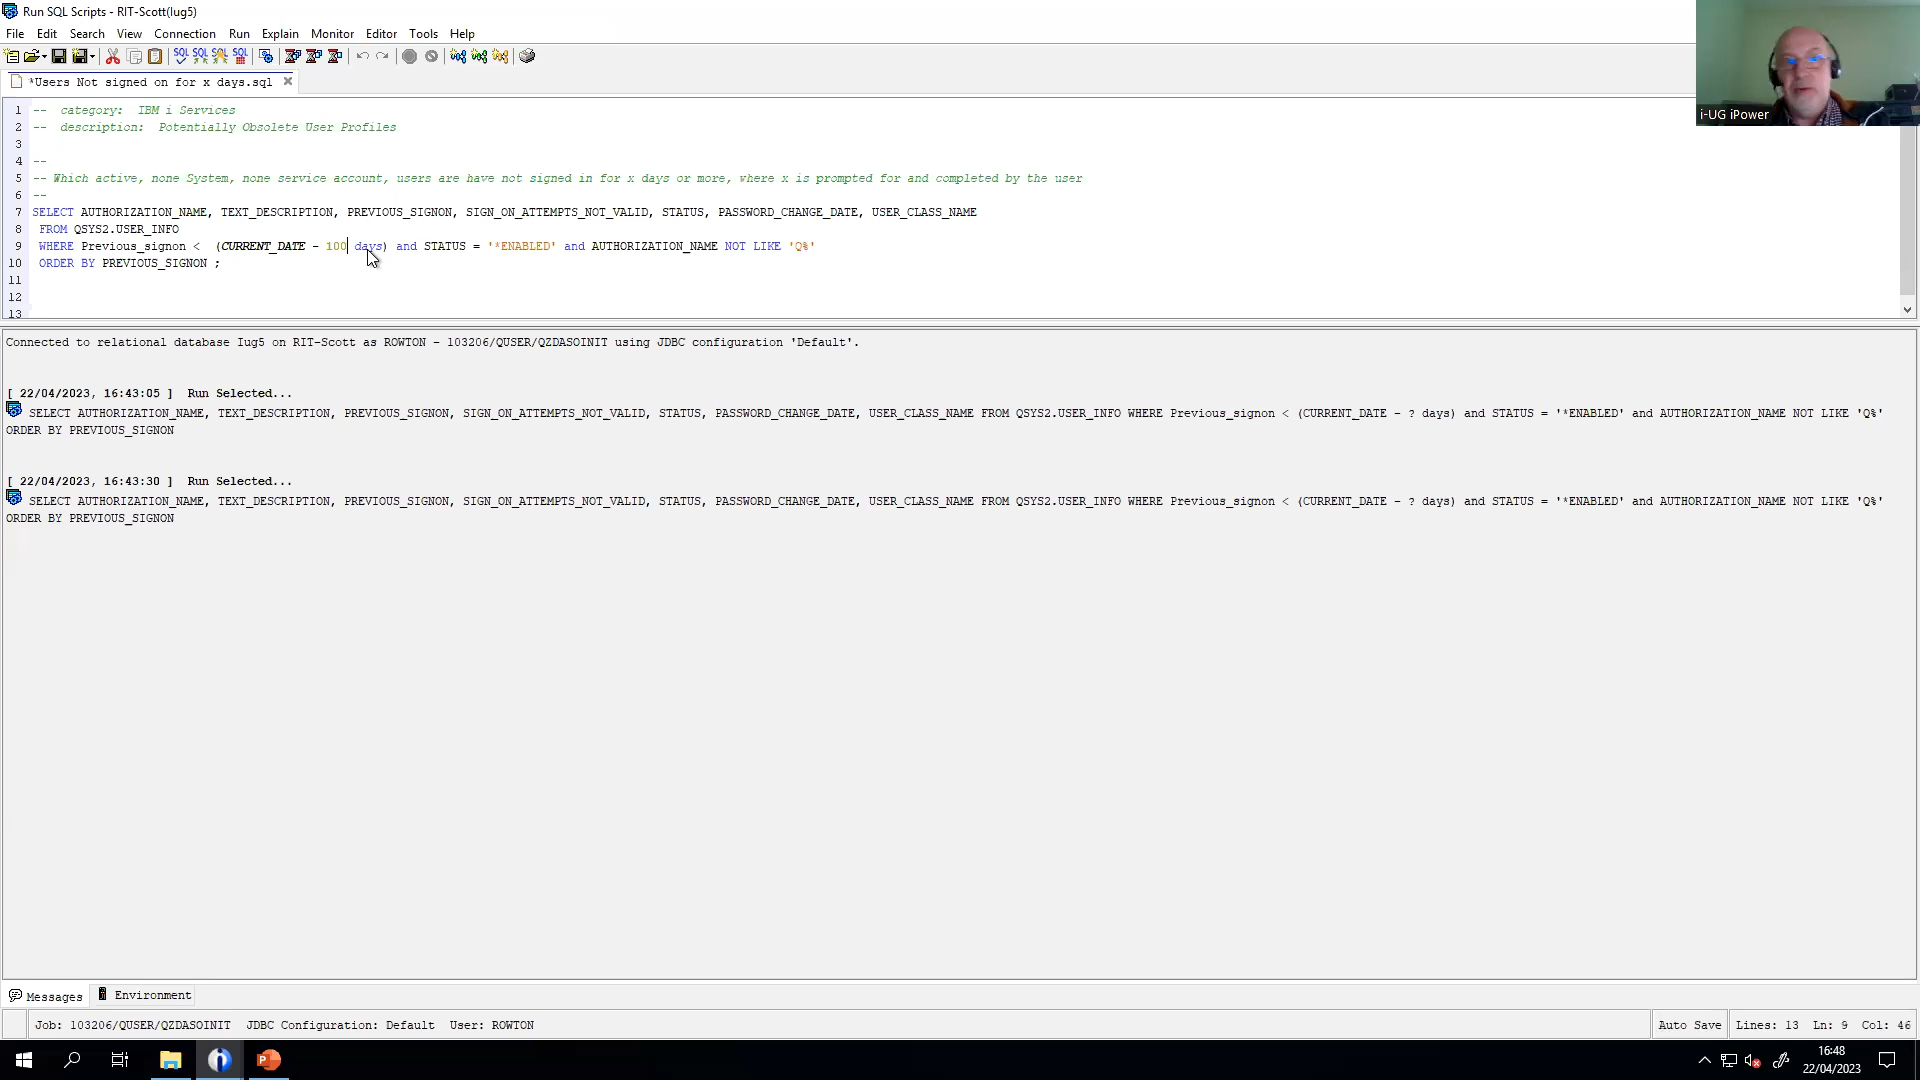 Run SQL Scripts - RIT-Scott(Iug5)
File Edit Search View Connection Run Explain Monitor Editor Tools Help
SQL SQL SQL SQL
*Users Not signed on for x days.sql
i-UG iPower
1 -- category: IBM i Services
2 -- description: Potentially Obsolete User Profiles
3
4 --
5 -- Which active, none System, none service account, users are have not signed in for x days or more, where x is prompted for and completed by the user
6 --
7 SELECT AUTHORIZATION_NAME, TEXT_DESCRIPTION, PREVIOUS_SIGNON, SIGN_ON_ATTEMPTS_NOT_VALID, STATUS, PASSWORD_CHANGE_DATE, USER_CLASS_NAME
8 FROM QSYS2.USER_INFO
9 WHERE Previous_signon < (CURRENT_DATE - 100 days) and STATUS = '*ENABLED' and AUTHORIZATION_NAME NOT LIKE 'Q%'
10 ORDER BY PREVIOUS_SIGNON ;
11
12
13
Connected to relational database Iug5 on RIT-Scott as ROWTON - 103206/QUSER/QZDASOINIT using JDBC configuration 'Default'.
[ 22/04/2023, 16:43:05 ] Run Selected...
SELECT AUTHORIZATION_NAME, TEXT_DESCRIPTION, PREVIOUS_SIGNON, SIGN_ON_ATTEMPTS_NOT_VALID, STATUS, PASSWORD_CHANGE_DATE, USER_CLASS_NAME FROM QSYS2.USER_INFO WHERE Previous_signon < (CURRENT_DATE - ? days) and STATUS = '*ENABLED' and AUTHORIZATION_NAME NOT LIKE 'Q%'
ORDER BY PREVIOUS_SIGNON
[ 22/04/2023, 16:43:30 ] Run Selected...
SELECT AUTHORIZATION_NAME, TEXT_DESCRIPTION, PREVIOUS_SIGNON, SIGN_ON_ATTEMPTS_NOT_VALID, STATUS, PASSWORD_CHANGE_DATE, USER_CLASS_NAME FROM QSYS2.USER_INFO WHERE Previous_signon < (CURRENT_DATE - ? days) and STATUS = '*ENABLED' and AUTHORIZATION_NAME NOT LIKE 'Q%'
ORDER BY PREVIOUS_SIGNON
Messages Environment
Job: 103206/QUSER/QZDASOINIT JDBC Configuration: Default User: ROWTON Auto Save Lines: 13 Ln: 9 Col: 46
16:48
22/04/2023